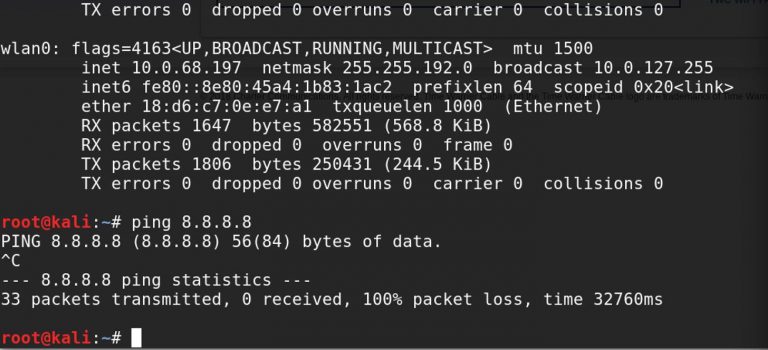 TX errors 0  dropped 0 overruns 0  carrier 0  collisions 0
wlan0: flags=4163<UP,BROADCAST,RUNNING,MULTICAST>  mtu 1500
inet 10.0.68.197  netmask 255.255.192.0  broadcast 10.0.127.255
inet6 fe80::8e80:45a4:1b83:1ac2  prefixlen 64  scopeid 0x20<link>
ether 18:d6:c7:0e:e7:a1  txqueuelen 1000  (Ethernet)
RX packets 1647  bytes 582551 (568.8 KiB)
RX errors 0  dropped 0  overruns 0  frame 0
TX packets 1806  bytes 250431 (244.5 KiB)
TX errors 0  dropped 0 overruns 0  carrier 0  collisions 0
root@kali:~# ping 8.8.8.8
PING 8.8.8.8 (8.8.8.8) 56(84) bytes of data.
^C
--- 8.8.8.8 ping statistics ---
33 packets transmitted, 0 received, 100% packet loss, time 32760ms
root@kali:~#